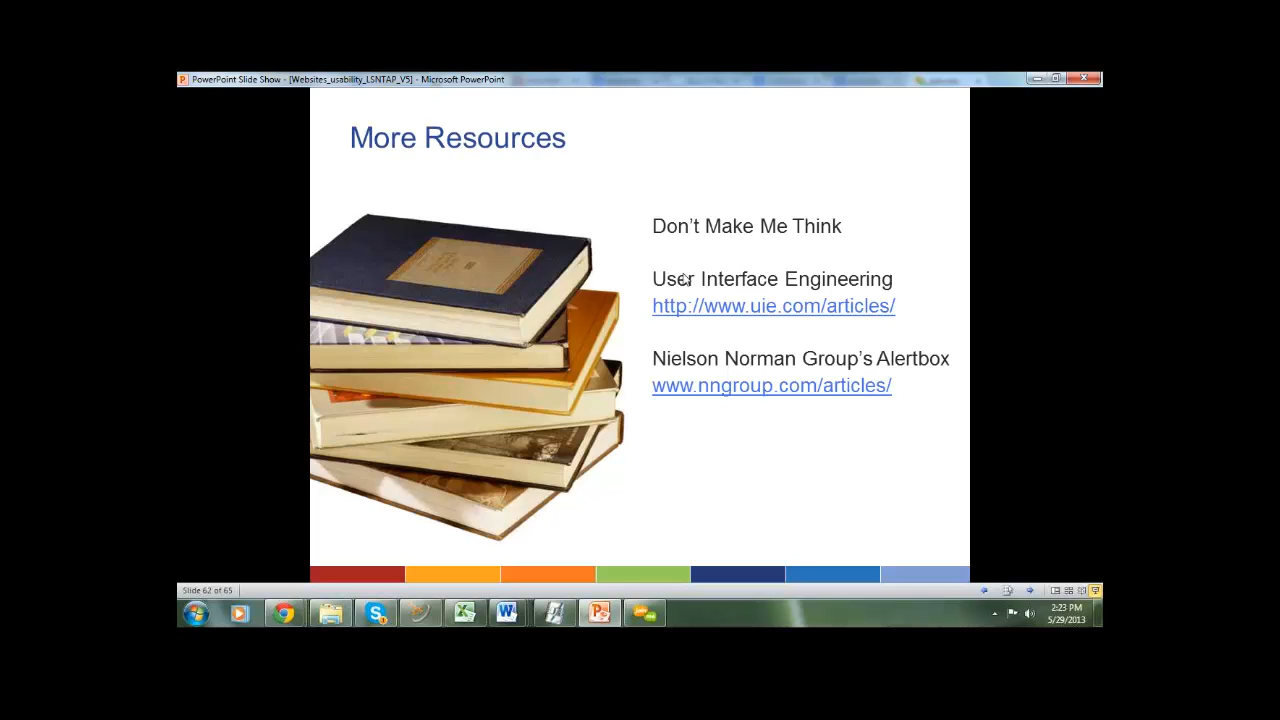 PowerPoint Slide Show - [Websites_usability_LSNTAP_V5] - Microsoft PowerPoint
More Resources
Don’t Make Me Think
User Interface Engineering
http://www.uie.com/articles/
Nielson Norman Group’s Alertbox
www.nngroup.com/articles/
Slide 62 of 65
2:23 PM
5/29/2013